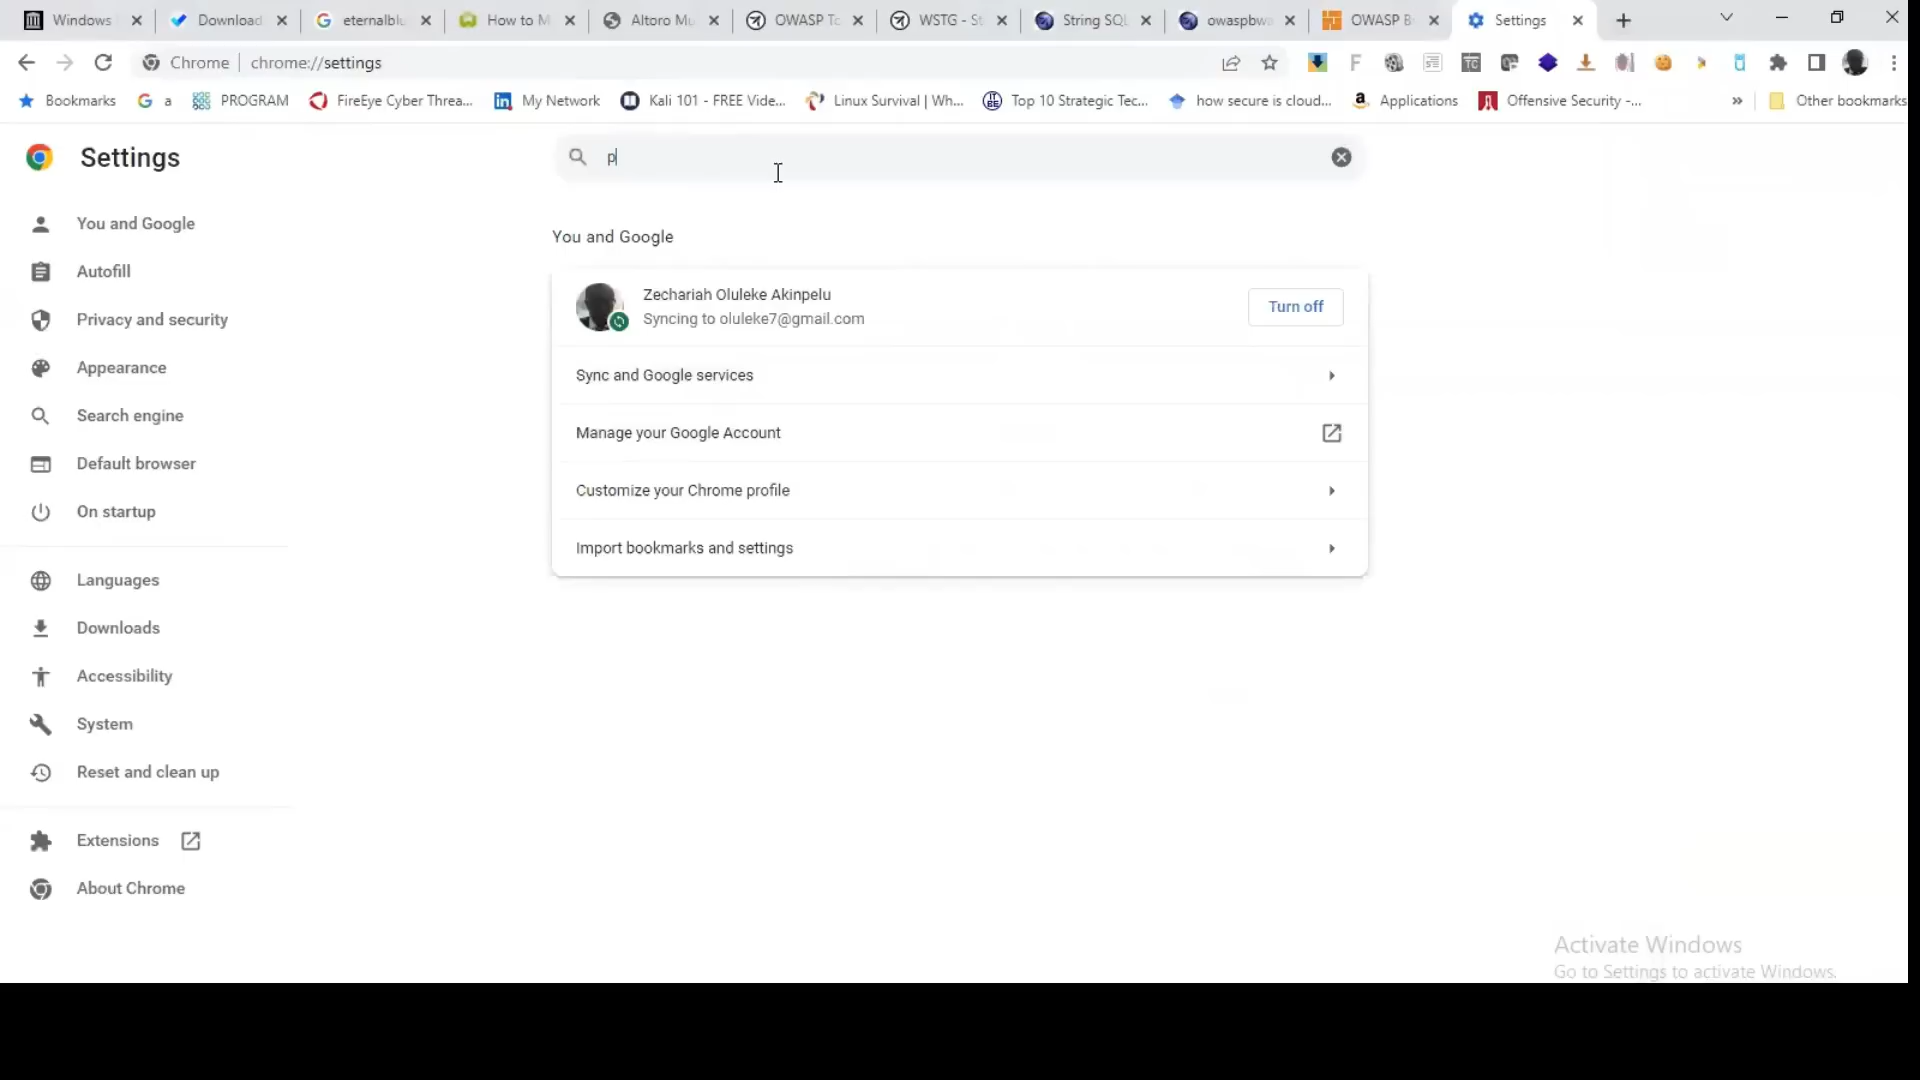 Windows
Download
eternalblu
How to M
Altoro Mu
OWASP To
WSTG - St
String SQL
owaspbwa
OWASP B
Settings
Chrome
chrome://settings
Bookmarks
a
PROGRAM
FireEye Cyber Threa...
My Network
Kali 101 - FREE Vide...
Linux Survival | Wh...
Top 10 Strategic Tec...
how secure is cloud...
Applications
Offensive Security -...
»
Other bookmarks
Settings
p
You and Google
Autofill
Privacy and security
Appearance
Search engine
Default browser
On startup
Languages
Downloads
Accessibility
System
Reset and clean up
Extensions
About Chrome
You and Google
Zechariah Oluleke Akinpelu
Syncing to oluleke7@gmail.com
Turn off
Sync and Google services
Manage your Google Account
Customize your Chrome profile
Import bookmarks and settings
Activate Windows
Go to Settings to activate Windows.